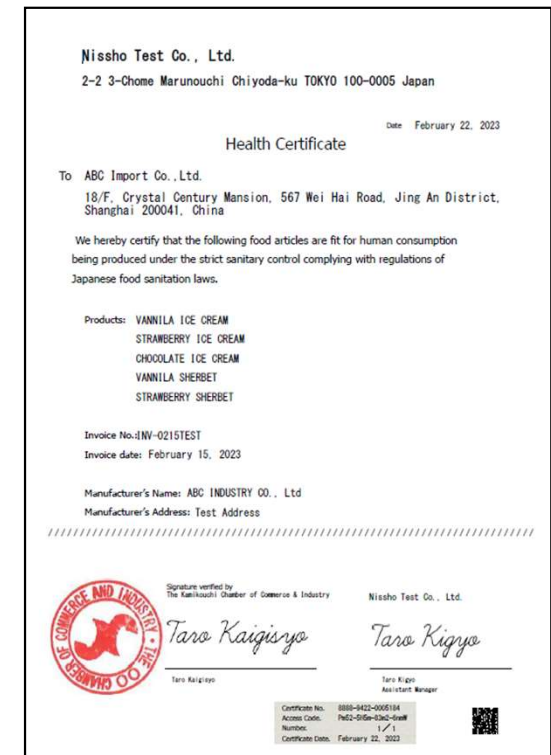 Nissho Test Co., Ltd.
2-2 3-Chome Marunouchi Chiyoda-ku TOKYO 100-0005 Japan
Date February 22, 2023
Health Certificate
To ABC Import Co.,Ltd.
18/F, Crystal Century Mansion, 567 Wei Hai Road, Jing An District,
Shanghai 200041, China
We hereby certify that the following food articles are fit for human consumption
being produced under the strict sanitary control complying with regulations of
Japanese food sanitation laws.
Products: VANNILA ICE CREAM
STRAWBERRY ICE CREAM
CHOCOLATE ICE CREAM
VANNILA SHERBET
STRAWBERRY SHERBET
Invoice No.:INV-0215TEST
Invoice date: February 15, 2023
Manufacturer's Name: ABC INDUSTRY CO., Ltd
Manufacturer's Address: Test Address
THE OO CHAMBER OF COMMERCE AND INDUSTRY
Signature verified by
The Kamikouchi Chamber of Commerce & Industry
Nissho Test Co., Ltd.
Taro Kaigisyo
Taro Kigyo
Taro Kaigisyo
Taro Kigyo
Assistant Manager
Certificate No. 8888-9422-0005184
Access Code.
Number. 1/1
Certificate Date. February 22, 2023